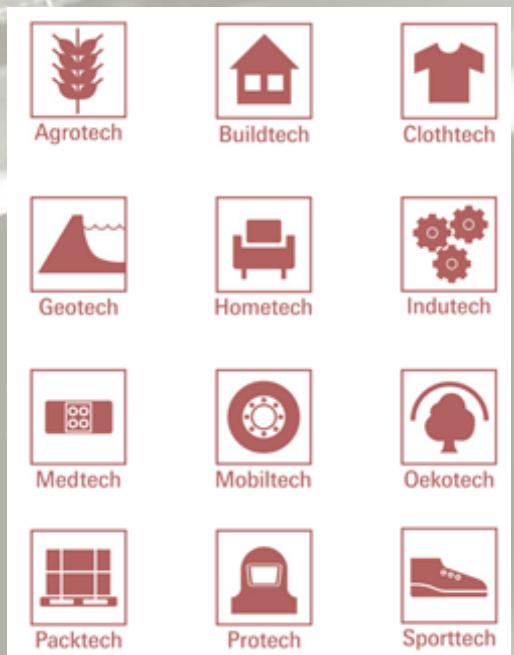 Agrotech
Buildtech
Clothtech
Geotech
Hometech
Indutech
Medtech
Mobiltech
Oekotech
Packtech
Protech
Sporttech